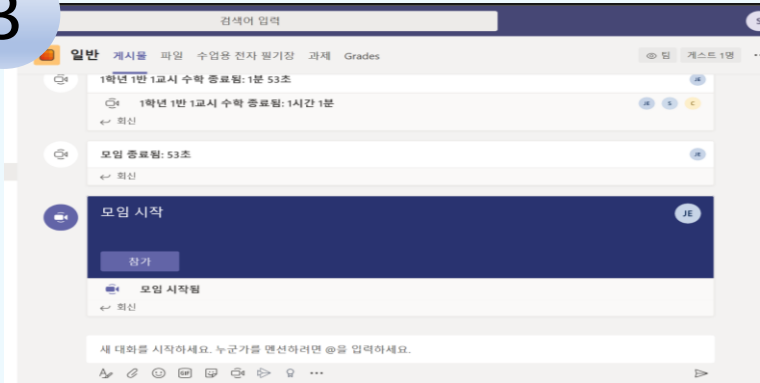 3
검색어 입력
S
일반 게시물 파일 수업용 전자 필기장 과제 Grades 팀 게스트 1명 ...
1학년 1반 1교시 수학 종료됨: 1분 53초 JE
1학년 1반 1교시 수학 종료됨: 1시간 1분 JE S C
회신
모임 종료됨: 53초 JE
회신
모임 시작 JE
참가
모임 시작됨
회신
새 대화를 시작하세요. 누군가를 멘션하려면 @을 입력하세요.
GIF ...